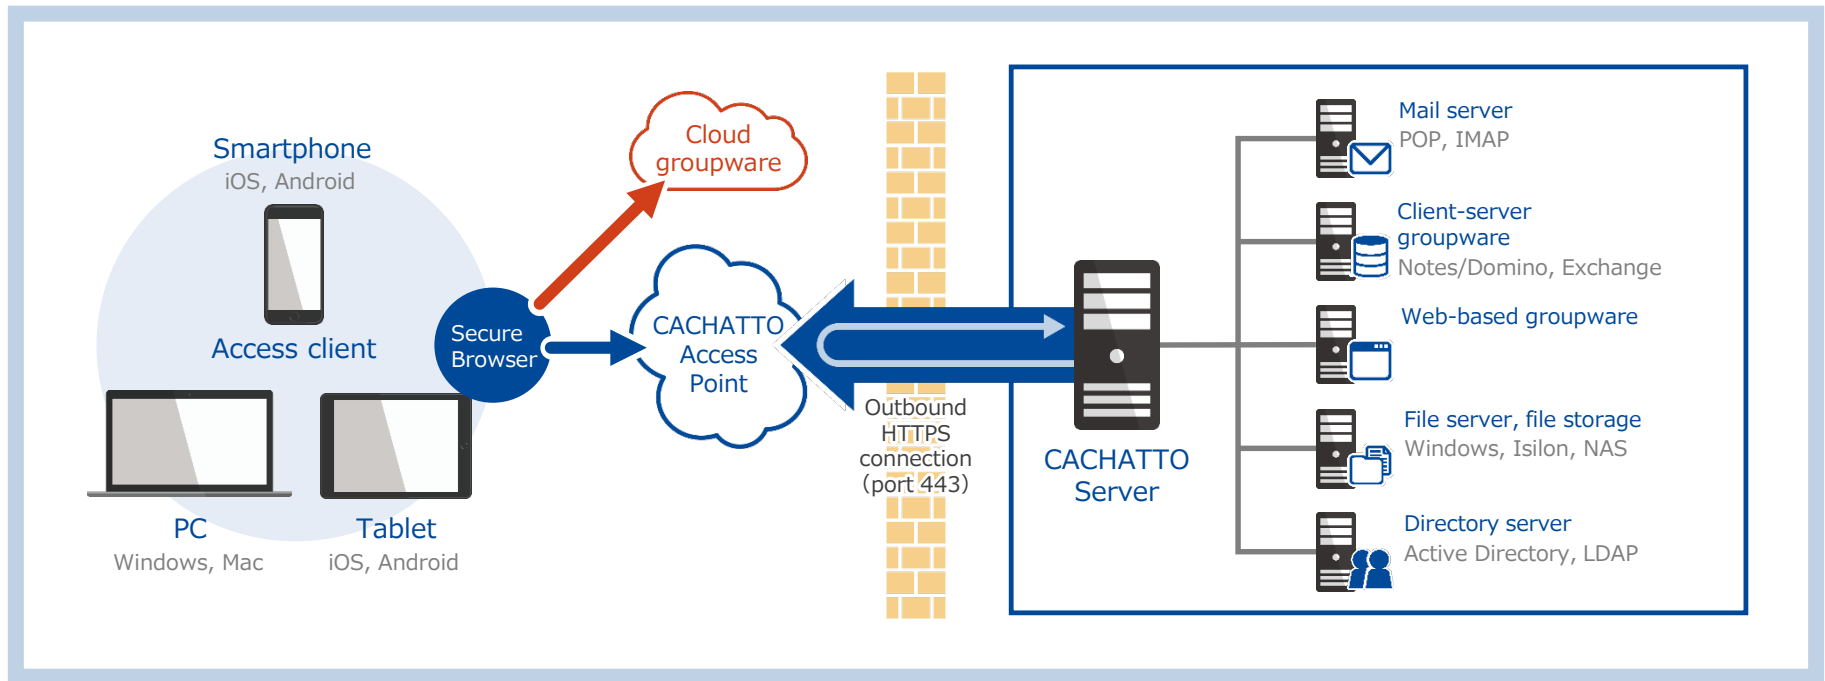 Smartphone
iOS, Android
Access client
PC
Windows, Mac
Tablet
iOS, Android
Secure
Browser
Cloud
groupware
CACHATTO
Access
Point
Outbound
HTTPS
connection
(port 443)
CACHATTO
Server
Mail server
POP, IMAP
Client-server
groupware
Notes/Domino, Exchange
Web-based groupware
File server, file storage
Windows, Isilon, NAS
Directory server
Active Directory, LDAP